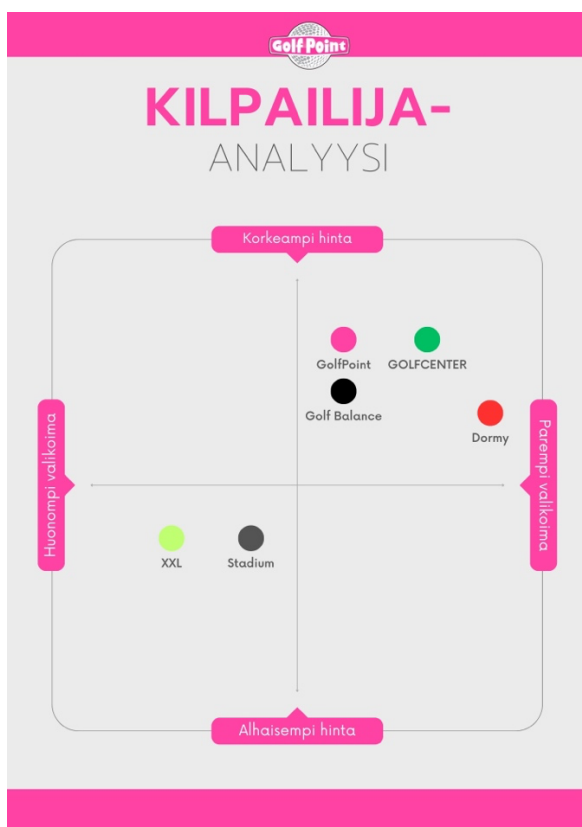 Golf Point
KILPAILIJA-
ANALYYSI
Korkeampi hinta
GolfPoint
GOLFCENTER
Golf Balance
Dormy
Huonompi valikoima
Parempi valikoima
XXL
Stadium
Alhaisempi hinta